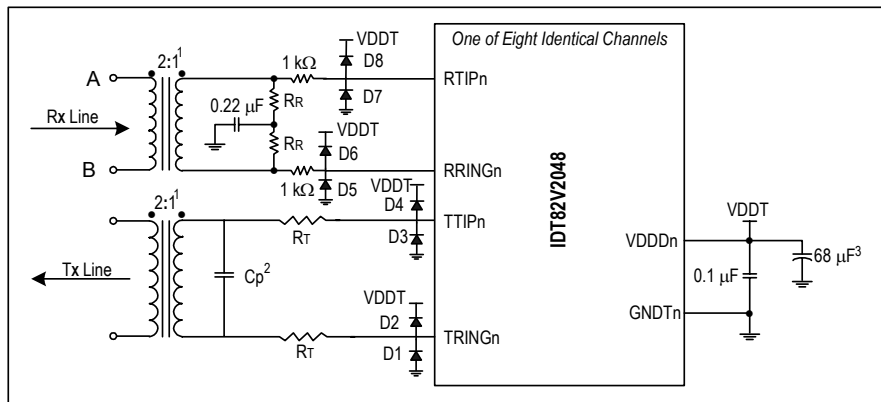 One of Eight Identical Channels
VDDT
2:1¹
A
1 kΩ
D8
RTIPn
D7
0.22 µF
RR
Rx Line
VDDT
RR
D6
B
RRINGn
1 kΩ
D5
VDDT
2:1¹
D4
TTIPn
RT
D3
IDT82V2048
VDDT
VDDDn
68 µF³
0.1 µF
Tx Line
Cp²
VDDT
GNDTn
D2
TRINGn
RT
D1